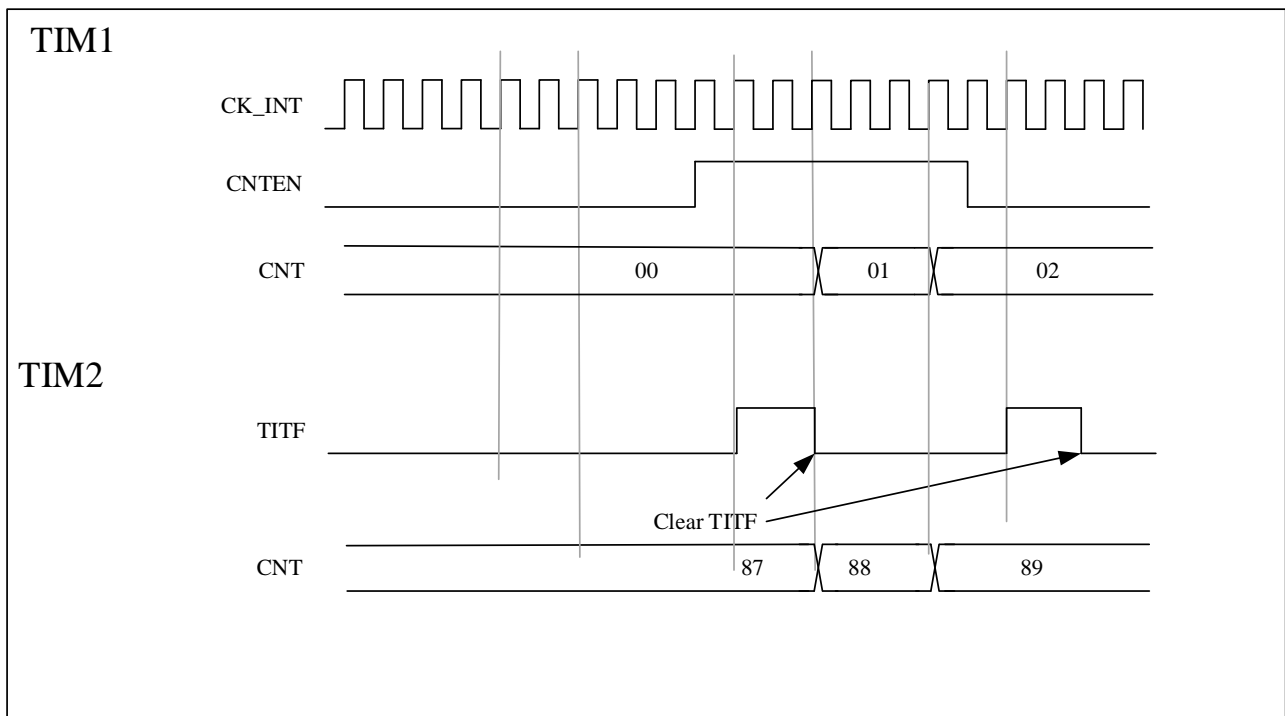 TIM1
CK_INT
CNTEN
CNT
00
01
02
TIM2
TITF
Clear TITF
CNT
87
88
89